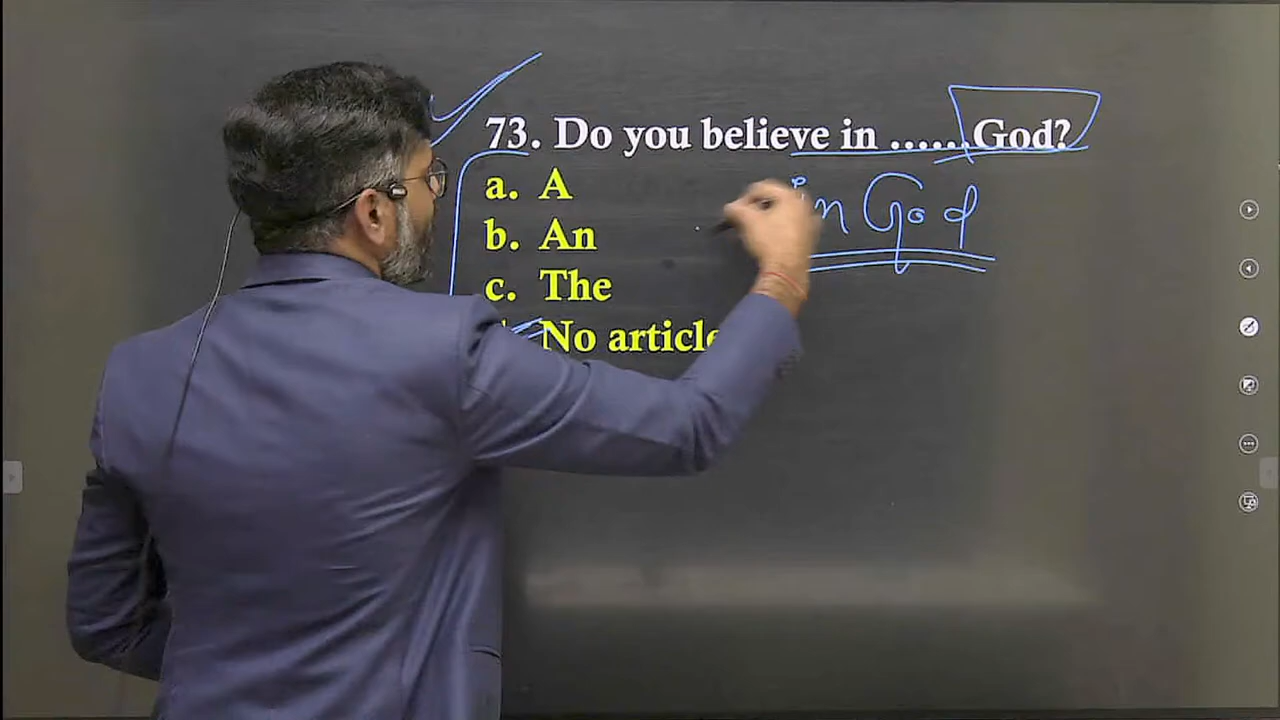 73. Do you believe in ...... God?
in God
a. A
b. An
c. The
No article